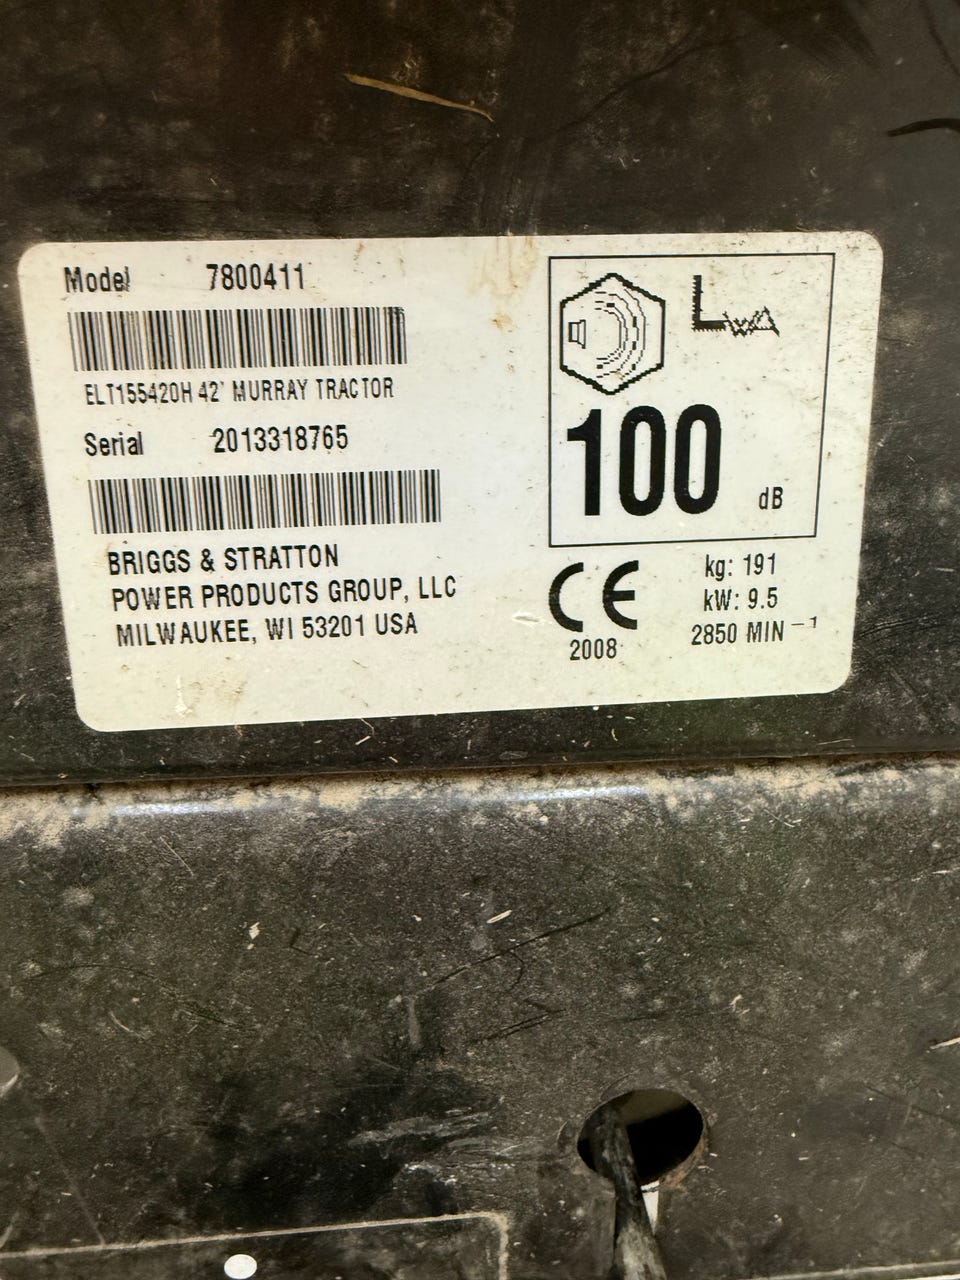 Model 7800411
ELT155420H 42' MURRAY TRACTOR
Serial 2013318765
BRIGGS & STRATTON
POWER PRODUCTS GROUP, LLC
MILWAUKEE, WI 53201 USA
LWA
100 dB
CE
2008
kg: 191
kW: 9.5
2850 MIN ⁻¹